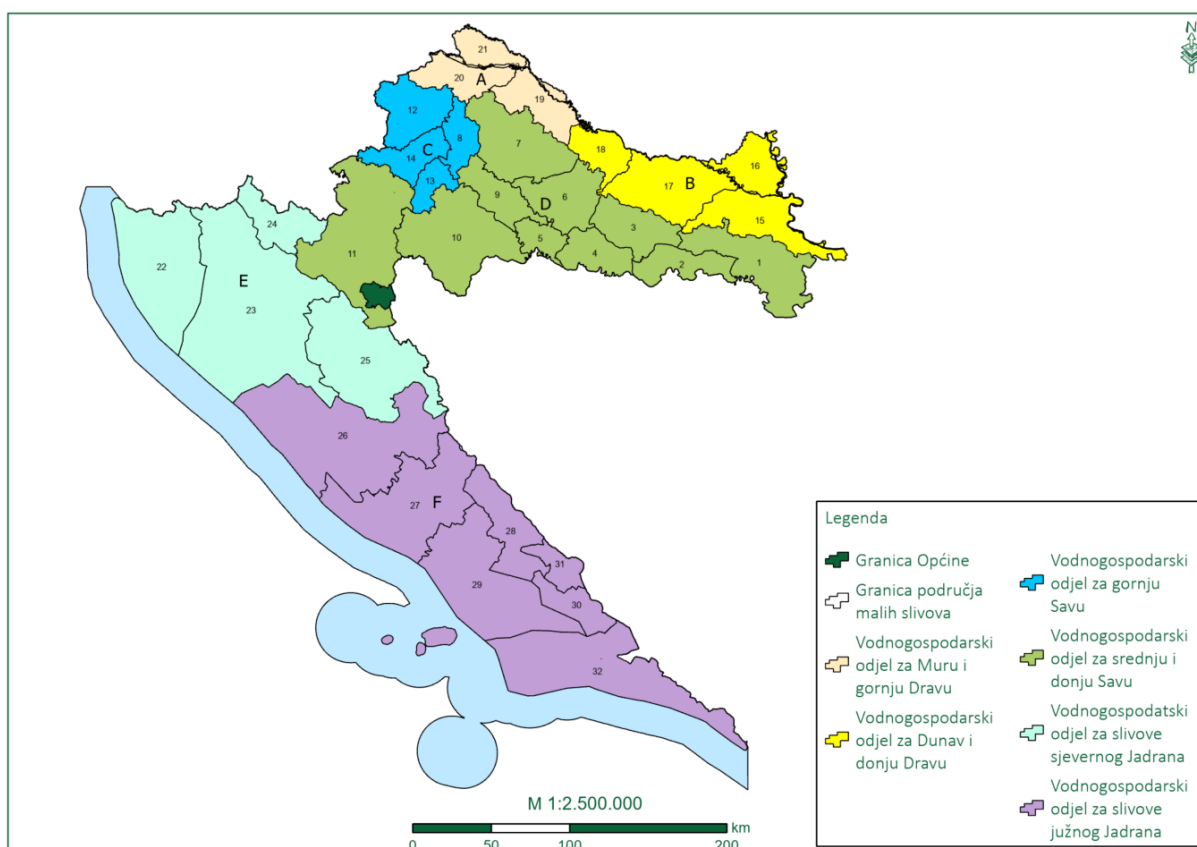 N
21
20
A
19
12
8
7
18
16
14
C
17
B
13
9
6
D
15
24
10
5
3
22
11
4
2
1
E
23
25
26
27
F
28
31
29
30
32
Legenda
Granica Općine
Granica područja
malih slivova
Vodnogospodarski
odjel za Muru i
gornju Dravu
Vodnogospodarski
odjel za Dunav i
donju Dravu
Vodnogospodarski
odjel za gornju
Savu
Vodnogospodarski
odjel za srednju i
donju Savu
Vodnogospodatski
odjel za slivove
sjevernog Jadrana
Vodnogospodarski
odjel za slivove
južnog Jadrana
M 1:2.500.000
km
0 50 100 200